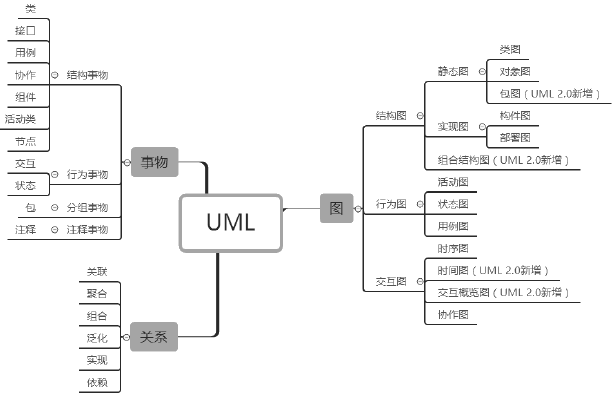 UML
事物
结构事物
类
接口
用例
协作
组件
活动类
节点
行为事物
交互
状态
分组事物
包
注释事物
注释
关系
关联
聚合
组合
泛化
实现
依赖
图
结构图
静态图
类图
对象图
包图（UML 2.0新增）
实现图
构件图
部署图
组合结构图（UML 2.0新增）
行为图
活动图
状态图
用例图
交互图
时序图
时间图（UML 2.0新增）
交互概览图（UML 2.0新增）
协作图